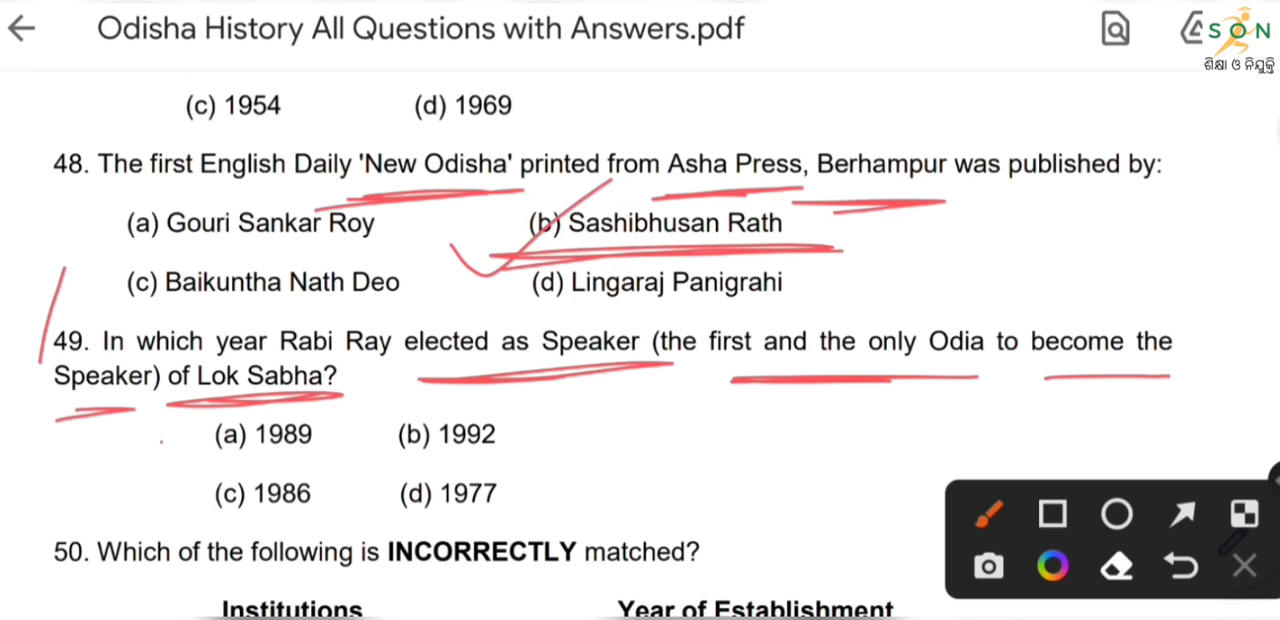 Odisha History All Questions with Answers.pdf
SON
ଶିକ୍ଷା ଓ ନିଯୁକ୍ତି
(c) 1954 (d) 1969
48. The first English Daily 'New Odisha' printed from Asha Press, Berhampur was published by:
(a) Gouri Sankar Roy (b) Sashibhusan Rath
(c) Baikuntha Nath Deo (d) Lingaraj Panigrahi
49. In which year Rabi Ray elected as Speaker (the first and the only Odia to become the
Speaker) of Lok Sabha?
(a) 1989 (b) 1992
(c) 1986 (d) 1977
50. Which of the following is INCORRECTLY matched?
Institutions Year of Establishment